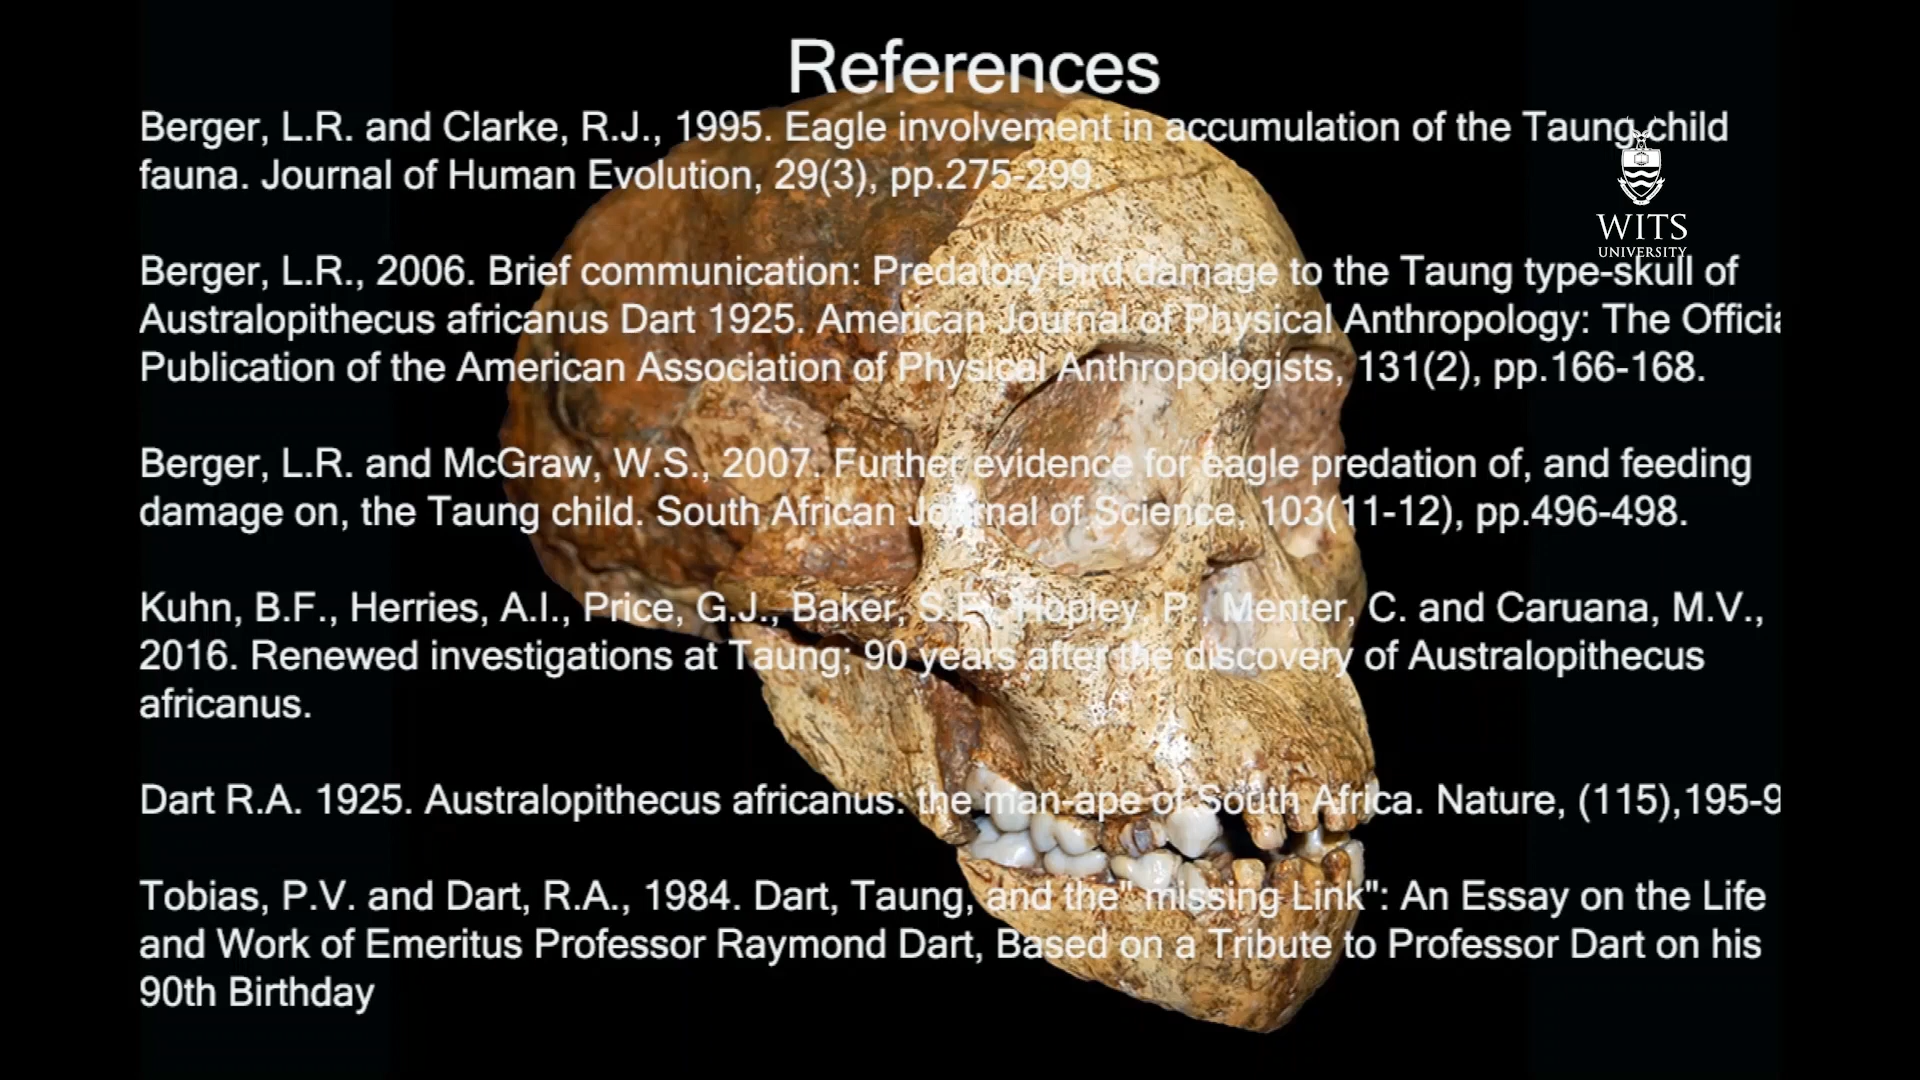 References
Berger, L.R. and Clarke, R.J., 1995. Eagle involvement in accumulation of the Taung child
fauna. Journal of Human Evolution, 29(3), pp.275-299
WITS
UNIVERSITY
Berger, L.R., 2006. Brief communication: Predatory bird damage to the Taung type-skull of
Australopithecus africanus Dart 1925. American Journal of Physical Anthropology: The Officia
Publication of the American Association of Physical Anthropologists, 131(2), pp.166-168.
Berger, L.R. and McGraw, W.S., 2007. Further evidence for eagle predation of, and feeding
damage on, the Taung child. South African Journal of Science, 103(11-12), pp.496-498.
Kuhn, B.F., Herries, A.I., Price, G.J., Baker, S.E., Hopley, P., Menter, C. and Caruana, M.V.,
2016. Renewed investigations at Taung; 90 years after the discovery of Australopithecus
africanus.
Dart R.A. 1925. Australopithecus africanus: the man-ape of South Africa. Nature, (115),195-9
Tobias, P.V. and Dart, R.A., 1984. Dart, Taung, and the" missing Link": An Essay on the Life
and Work of Emeritus Professor Raymond Dart, Based on a Tribute to Professor Dart on his
90th Birthday